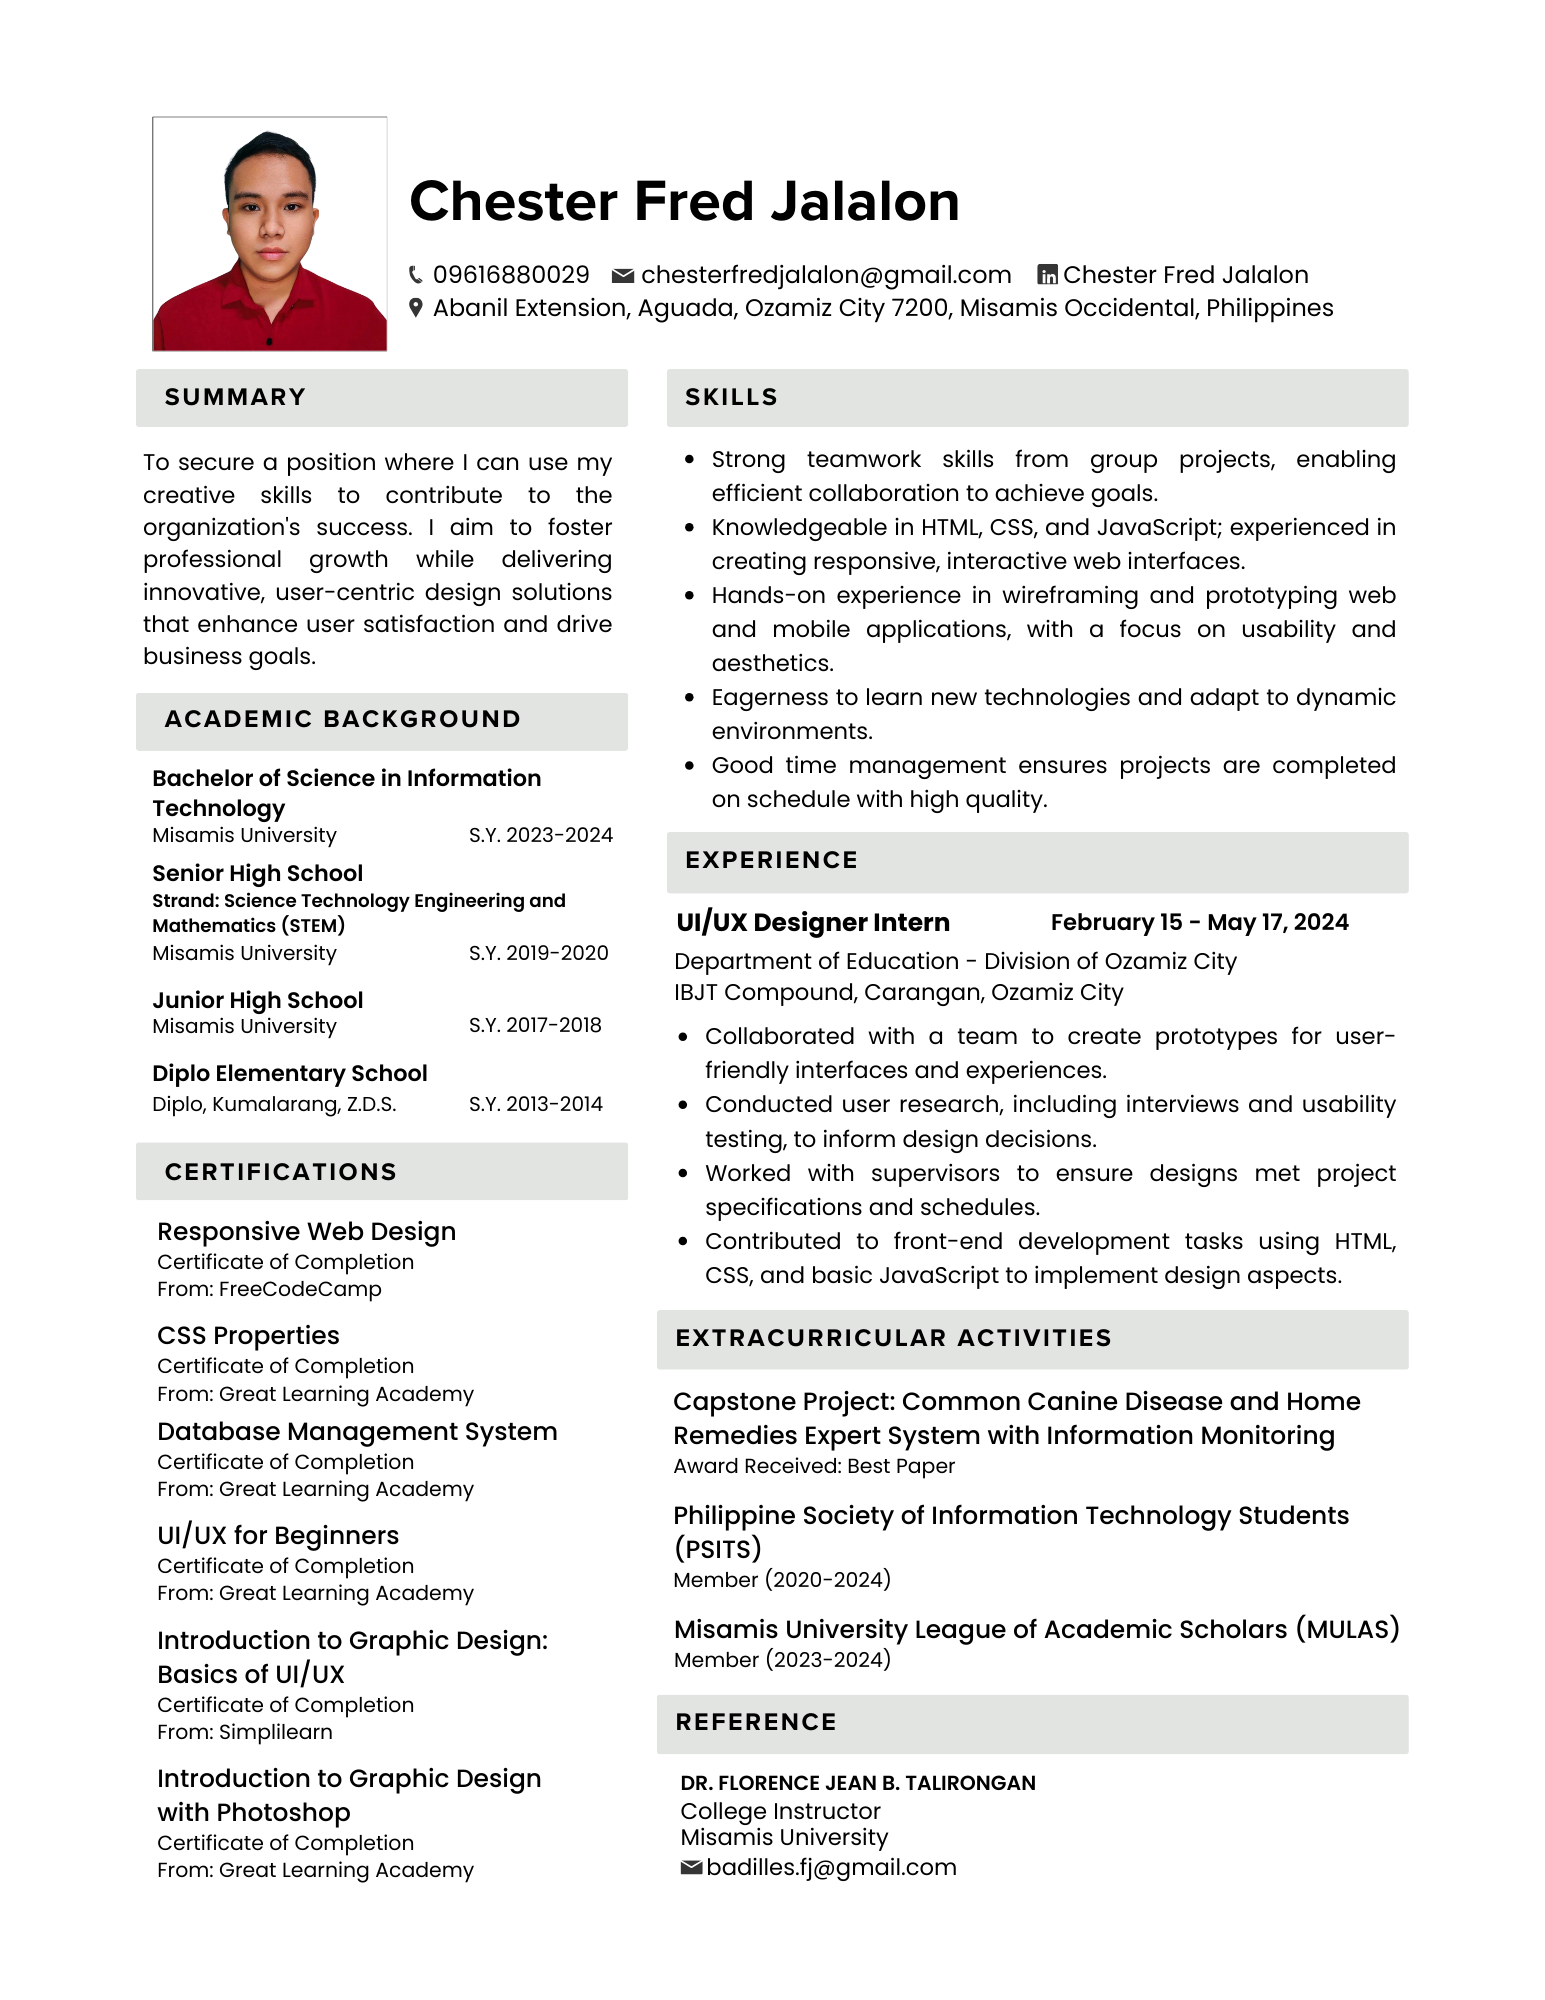 Chester Fred Jalalon
09616880029 chesterfredjalalon@gmail.com Chester Fred Jalalon
Abanil Extension, Aguada, Ozamiz City 7200, Misamis Occidental, Philippines
SUMMARY
To secure a position where I can use my
creative skills to contribute to the
organization's success. I aim to foster
professional growth while delivering
innovative, user-centric design solutions
that enhance user satisfaction and drive
business goals.
ACADEMIC BACKGROUND
Bachelor of Science in Information
Technology
Misamis University S.Y. 2023-2024
Senior High School
Strand: Science Technology Engineering and
Mathematics (STEM)
Misamis University S.Y. 2019-2020
Junior High School
Misamis University S.Y. 2017-2018
Diplo Elementary School
Diplo, Kumalarang, Z.D.S. S.Y. 2013-2014
CERTIFICATIONS
Responsive Web Design
Certificate of Completion
From: FreeCodeCamp
CSS Properties
Certificate of Completion
From: Great Learning Academy
Database Management System
Certificate of Completion
From: Great Learning Academy
UI/UX for Beginners
Certificate of Completion
From: Great Learning Academy
Introduction to Graphic Design:
Basics of UI/UX
Certificate of Completion
From: Simplilearn
Introduction to Graphic Design
with Photoshop
Certificate of Completion
From: Great Learning Academy
SKILLS
• Strong teamwork skills from group projects, enabling
efficient collaboration to achieve goals.
• Knowledgeable in HTML, CSS, and JavaScript; experienced in
creating responsive, interactive web interfaces.
• Hands-on experience in wireframing and prototyping web
and mobile applications, with a focus on usability and
aesthetics.
• Eagerness to learn new technologies and adapt to dynamic
environments.
• Good time management ensures projects are completed
on schedule with high quality.
EXPERIENCE
UI/UX Designer Intern February 15 - May 17, 2024
Department of Education - Division of Ozamiz City
IBJT Compound, Carangan, Ozamiz City
• Collaborated with a team to create prototypes for user-
friendly interfaces and experiences.
• Conducted user research, including interviews and usability
testing, to inform design decisions.
• Worked with supervisors to ensure designs met project
specifications and schedules.
• Contributed to front-end development tasks using HTML,
CSS, and basic JavaScript to implement design aspects.
EXTRACURRICULAR ACTIVITIES
Capstone Project: Common Canine Disease and Home
Remedies Expert System with Information Monitoring
Award Received: Best Paper
Philippine Society of Information Technology Students
(PSITS)
Member (2020-2024)
Misamis University League of Academic Scholars (MULAS)
Member (2023-2024)
REFERENCE
DR. FLORENCE JEAN B. TALIRONGAN
College Instructor
Misamis University
badilles.fj@gmail.com